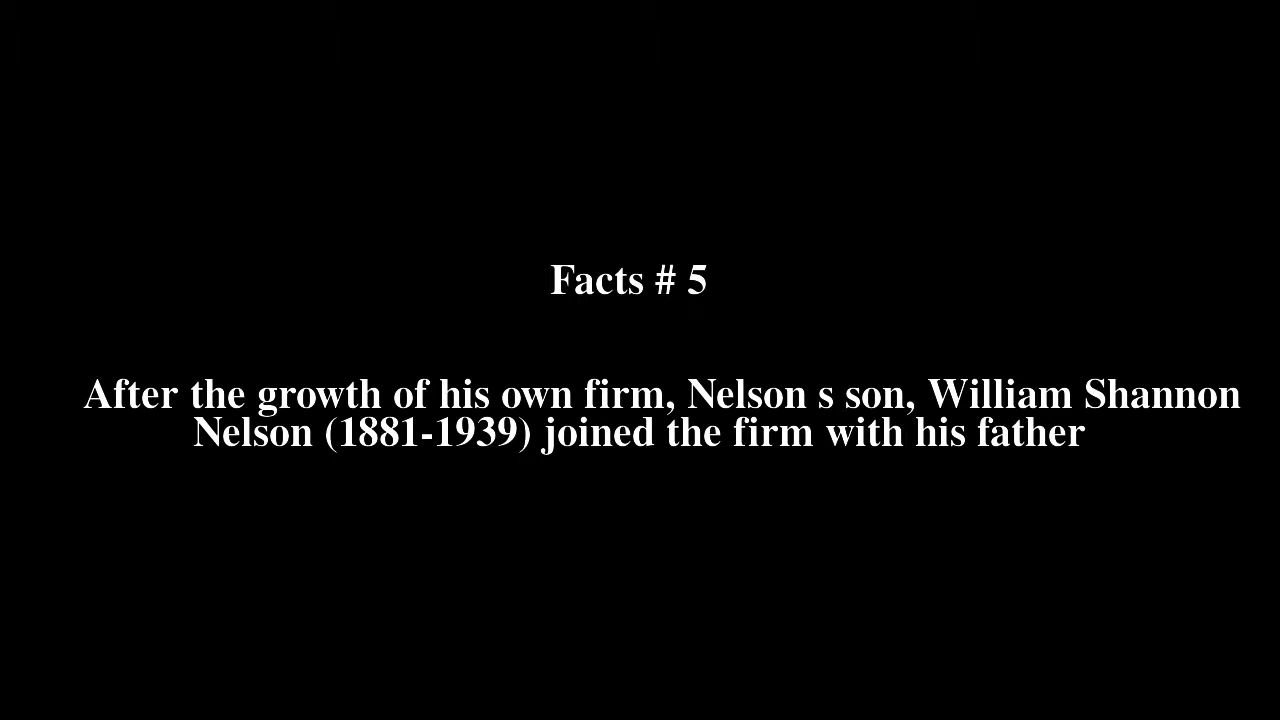 Facts # 5
After the growth of his own firm, Nelson s son, William Shannon
Nelson (1881-1939) joined the firm with his father